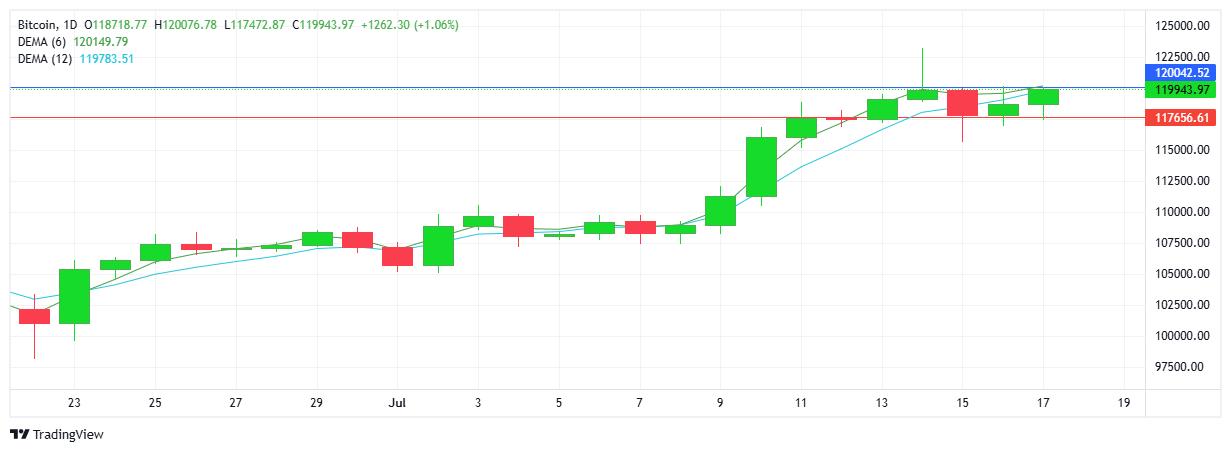 Bitcoin, 1D O118718.77 H120076.78 L117472.87 C119943.97 +1262.30 (+1.06%)
DEMA (6) 120149.79
DEMA (12) 119783.51
125000.00
122500.00
120042.52
119943.97
117656.61
115000.00
112500.00
110000.00
107500.00
105000.00
102500.00
100000.00
97500.00
23 25 27 29 Jul 3 5 7 9 11 13 15 17 19
TradingView